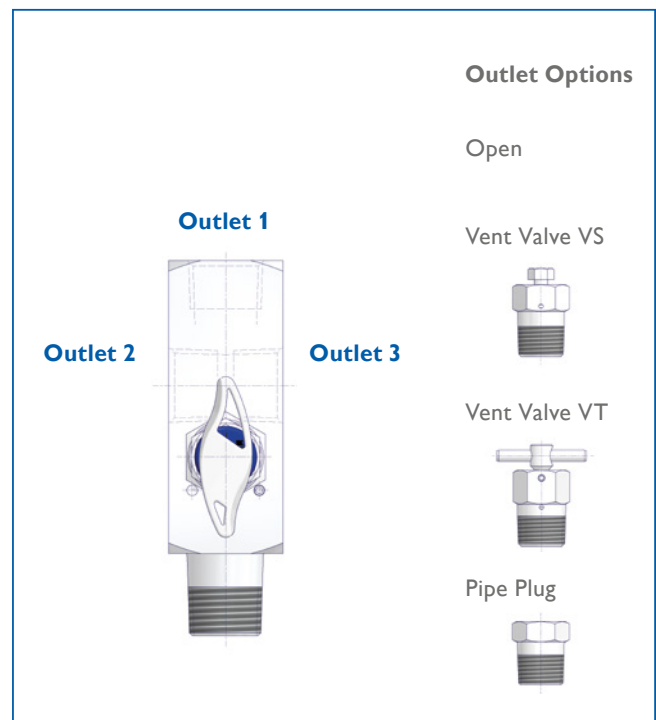 Outlet Options
Open
Outlet 1
Vent Valve VS
Outlet 2
Outlet 3
Vent Valve VT
Pipe Plug